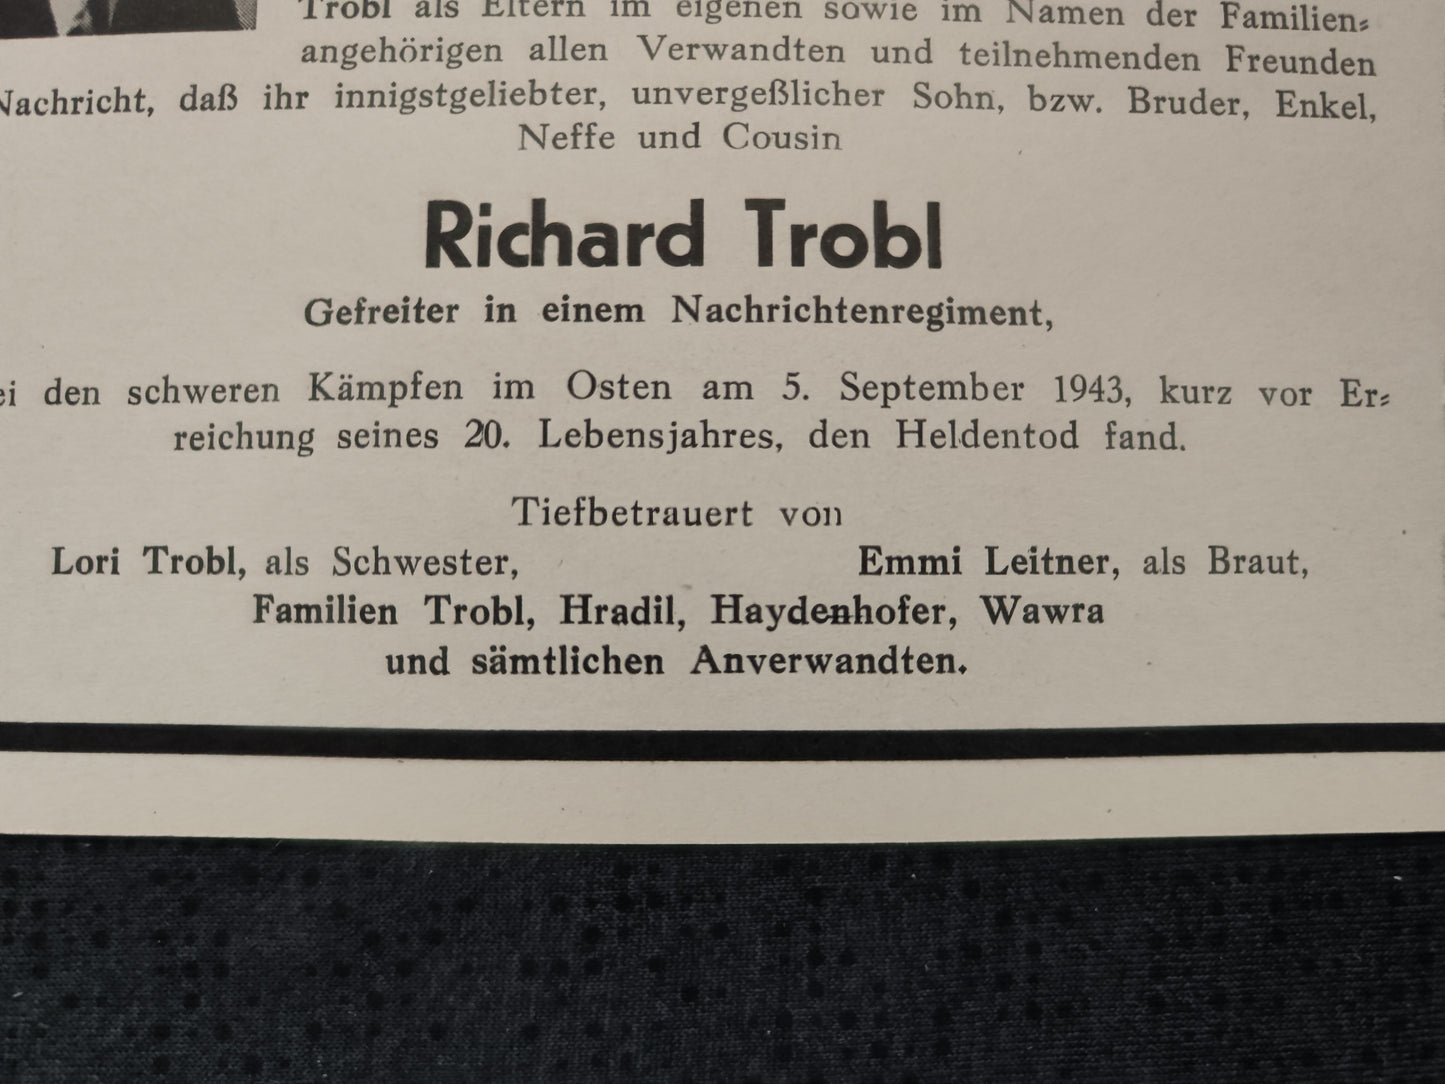 Trobl als Eltern im eigenen sowie im Namen der Familien-
angehörigen allen Verwandten und teilnehmenden Freunden
Nachricht, daß ihr innigstgeliebter, unvergeßlicher Sohn, bzw. Bruder, Enkel,
Neffe und Cousin
Richard Trobl
Gefreiter in einem Nachrichtenregiment,
ei den schweren Kämpfen im Osten am 5. September 1943, kurz vor Er-
reichung seines 20. Lebensjahres, den Heldentod fand.
Tiefbetrauert von
Lori Trobl, als Schwester, Emmi Leitner, als Braut,
Familien Trobl, Hradil, Haydenhofer, Wawra
und sämtlichen Anverwandten.